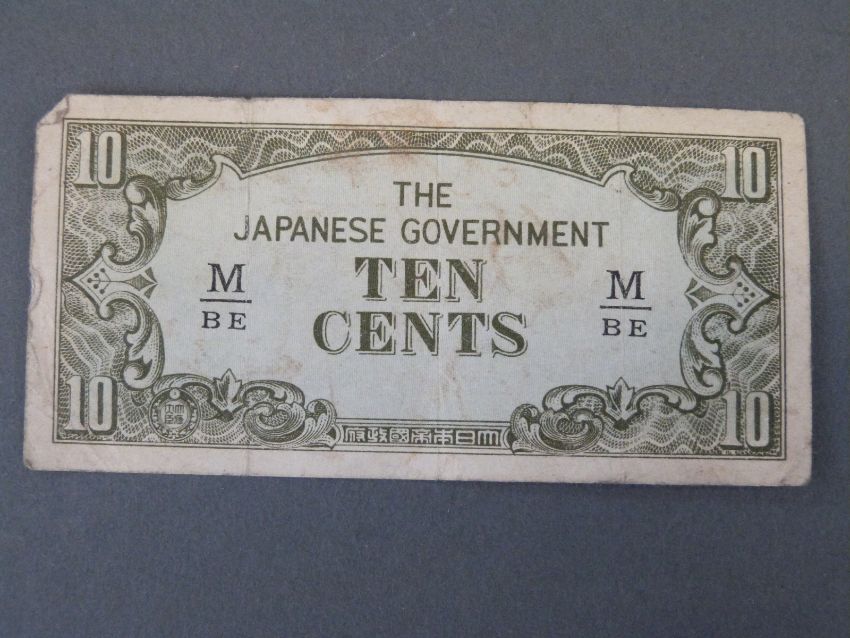 10 10
THE
JAPANESE GOVERNMENT
M TEN M
BE CENTS BE
10 10
府政國帝本日大